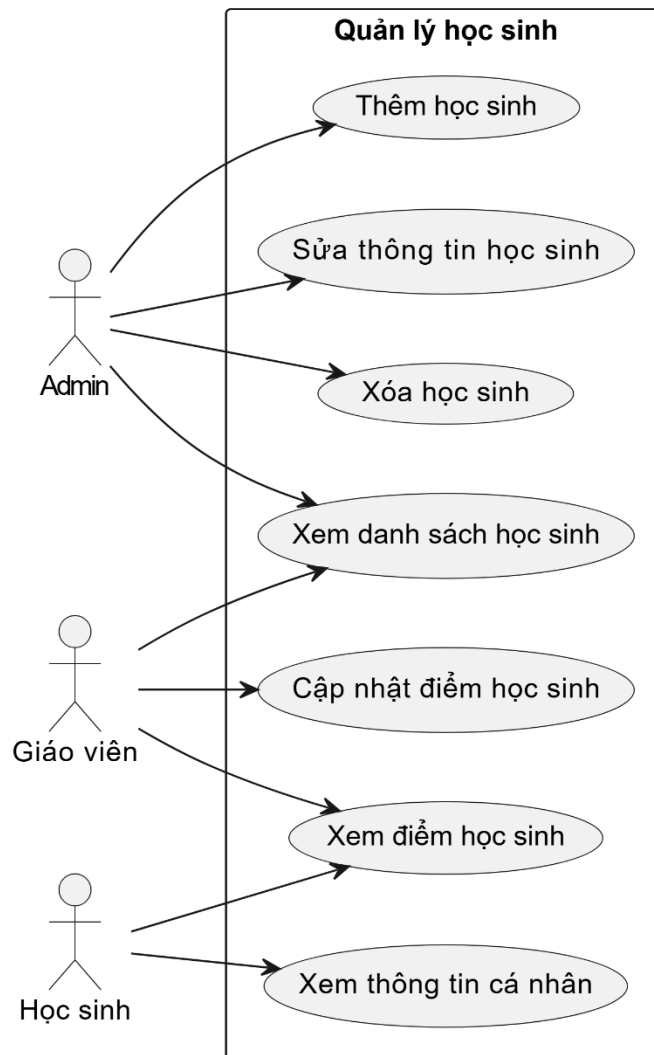 Quản lý học sinh
Thêm học sinh
Sửa thông tin học sinh
Admin
Xóa học sinh
Xem danh sách học sinh
Cập nhật điểm học sinh
Giáo viên
Xem điểm học sinh
Xem thông tin cá nhân
Học sinh